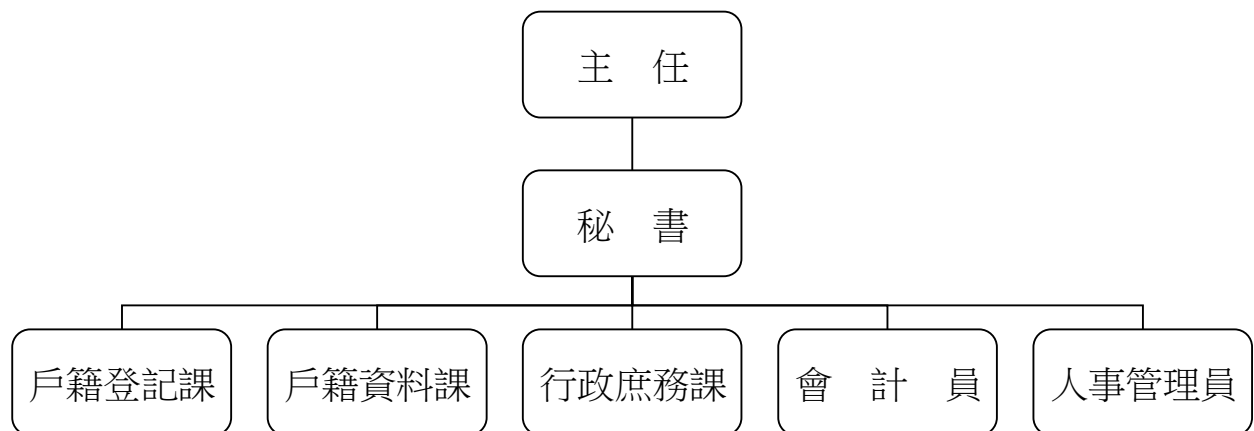 主　任
秘　書
戶籍登記課
戶籍資料課
行政庶務課
會　計　員
人事管理員